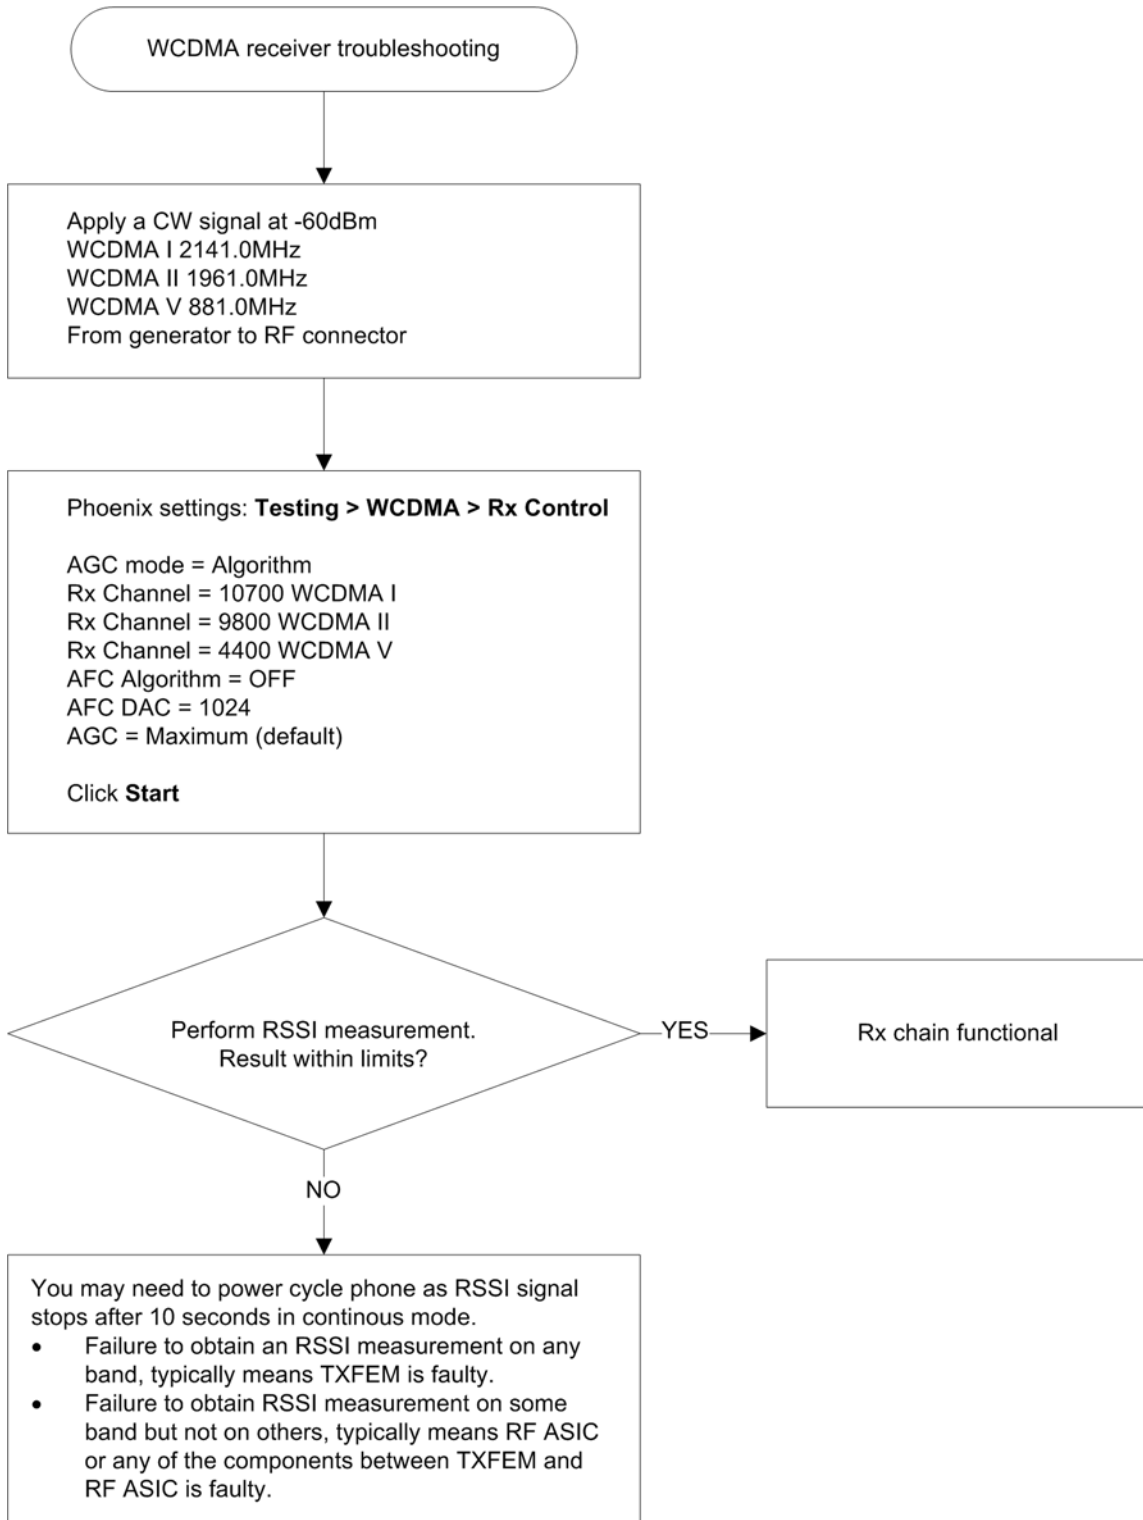 WCDMA receiver troubleshooting
Apply a CW signal at -60dBm
WCDMA I 2141.0MHz
WCDMA II 1961.0MHz
WCDMA V 881.0MHz
From generator to RF connector
Phoenix settings: Testing > WCDMA > Rx Control
AGC mode = Algorithm
Rx Channel = 10700 WCDMA I
Rx Channel = 9800 WCDMA II
Rx Channel = 4400 WCDMA V
AFC Algorithm = OFF
AFC DAC = 1024
AGC = Maximum (default)
Click Start
Perform RSSI measurement.
Result within limits?
YES
Rx chain functional
NO
You may need to power cycle phone as RSSI signal
stops after 10 seconds in continous mode.
• Failure to obtain an RSSI measurement on any
band, typically means TXFEM is faulty.
• Failure to obtain RSSI measurement on some
band but not on others, typically means RF ASIC
or any of the components between TXFEM and
RF ASIC is faulty.